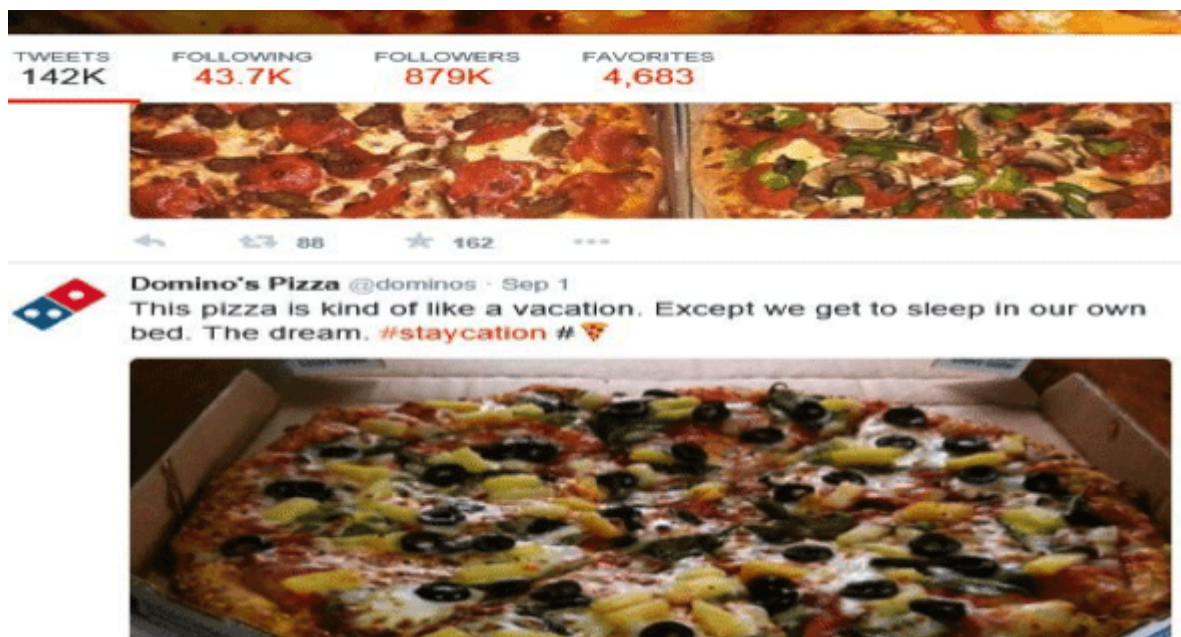 TWEETS FOLLOWING FOLLOWERS FAVORITES
142K 43.7K 879K 4,683
88 162
Domino's Pizza @dominos · Sep 1
This pizza is kind of like a vacation. Except we get to sleep in our own
bed. The dream. #staycation #🍕